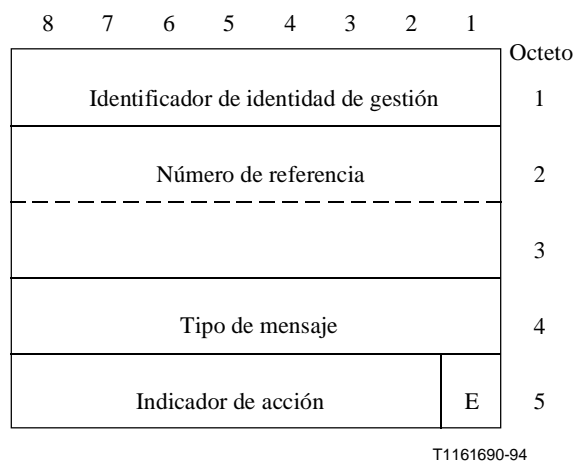 8 7 6 5 4 3 2 1
Octeto
Identificador de identidad de gestión 1
Número de referencia 2
3
Tipo de mensaje 4
Indicador de acción E 5
T1161690-94